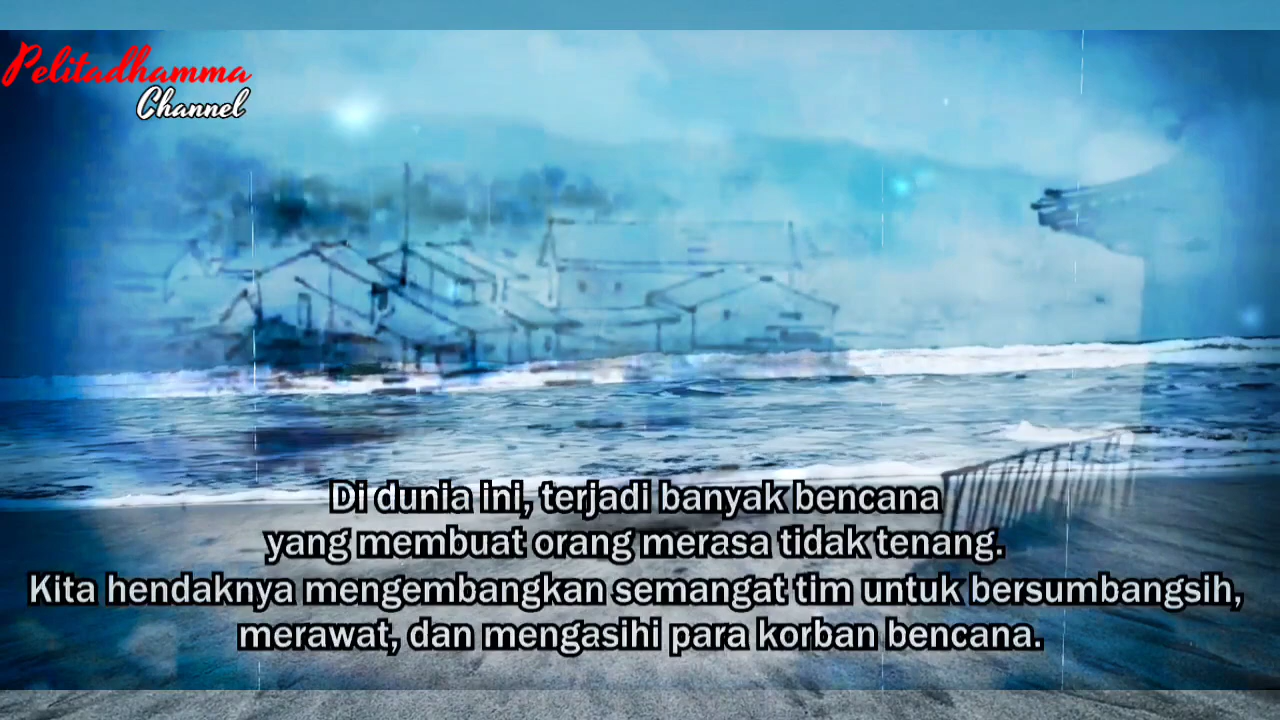 Pelitadhamma
Channel
Di dunia ini, terjadi banyak bencana
yang membuat orang merasa tidak tenang.
Kita hendaknya mengembangkan semangat tim untuk bersumbangsih,
merawat, dan mengasihi para korban bencana.